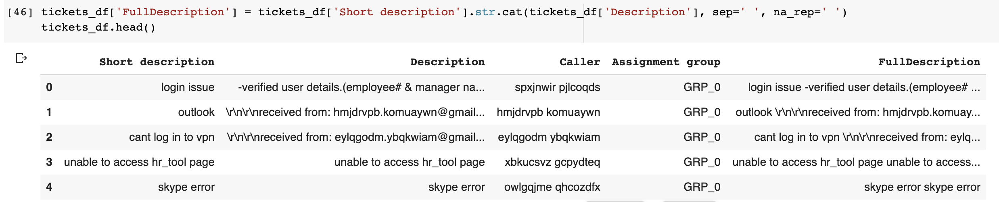 [46] tickets_df['FullDescription'] = tickets_df['Short description'].str.cat(tickets_df['Description'], sep=' ', na_rep=' ')
tickets_df.head()
Short description Description Caller Assignment group FullDescription
0 login issue -verified user details.(employee# & manager na... spxjnwir pjlcoqds GRP_0 login issue -verified user details.(employee# ...
1 outlook \r\n\r\nreceived from: hmjdrvpb.komuaywn@gmail... hmjdrvpb komuaywn GRP_0 outlook \r\n\r\nreceived from: hmjdrvpb.komuay...
2 cant log in to vpn \r\n\r\nreceived from: eylqgodm.ybqkwiam@gmail... eylqgodm ybqkwiam GRP_0 cant log in to vpn \r\n\r\nreceived from: eylq...
3 unable to access hr_tool page unable to access hr_tool page xbkucsvz gcpydteq GRP_0 unable to access hr_tool page unable to access...
4 skype error skype error owlgqjme qhcozdfx GRP_0 skype error skype error